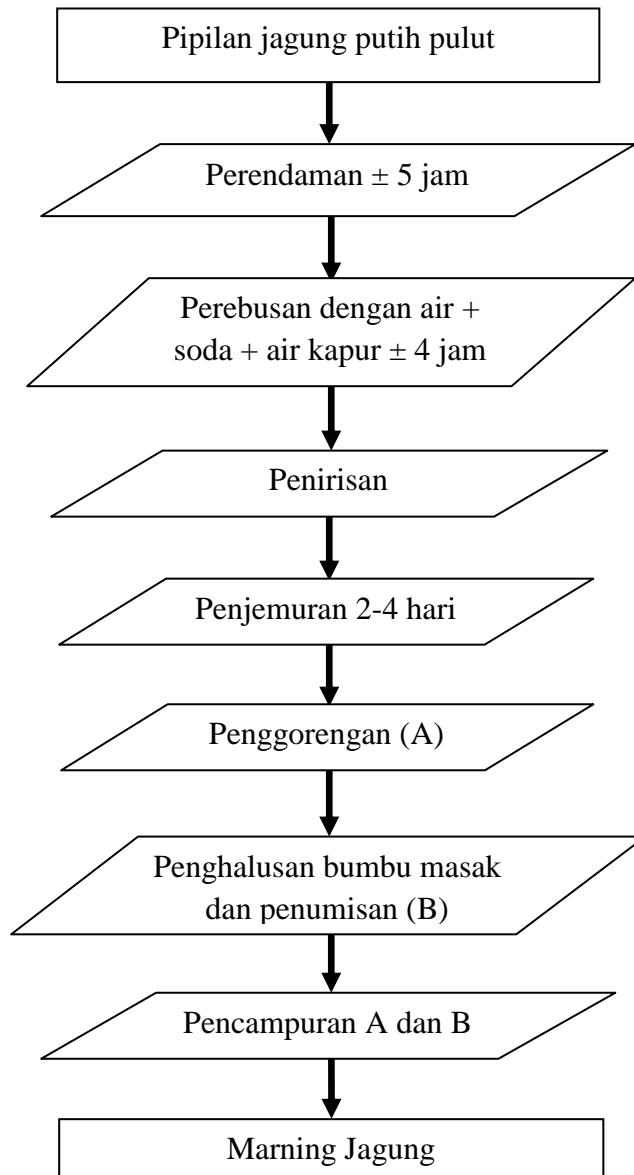 Pipilan jagung putih pulut
Perendaman ± 5 jam
Perebusan dengan air +
soda + air kapur ± 4 jam
Penirisan
Penjemuran 2-4 hari
Penggorengan (A)
Penghalusan bumbu masak
dan penumisan (B)
Pencampuran A dan B
Marning Jagung